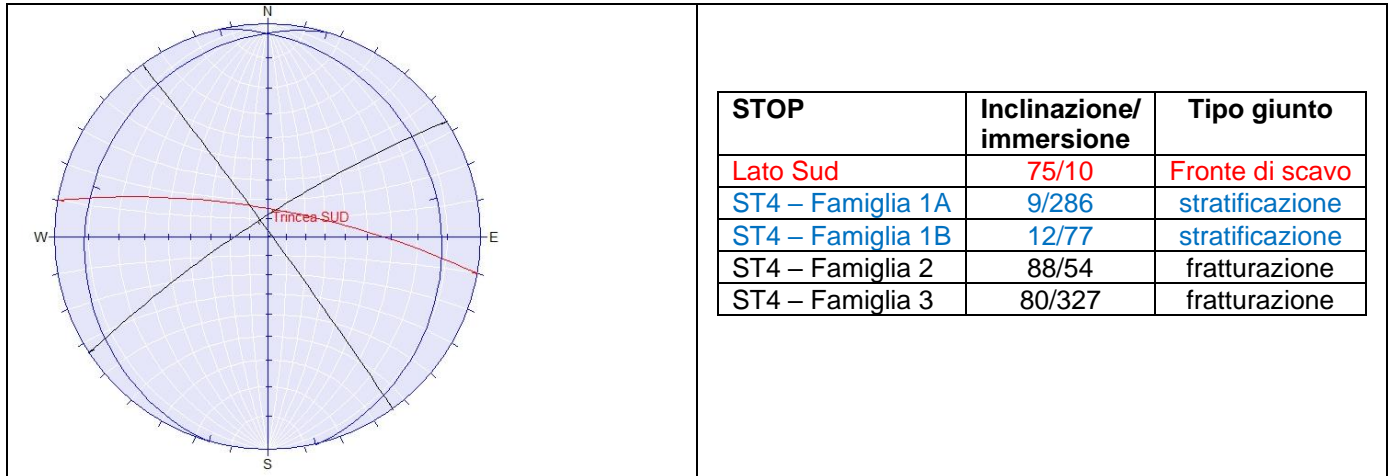 N
W
E
S
Trincea SUD
STOP Inclinazione/ Tipo giunto
immersione
Lato Sud 75/10 Fronte di scavo
ST4 – Famiglia 1A 9/286 stratificazione
ST4 – Famiglia 1B 12/77 stratificazione
ST4 – Famiglia 2 88/54 fratturazione
ST4 – Famiglia 3 80/327 fratturazione